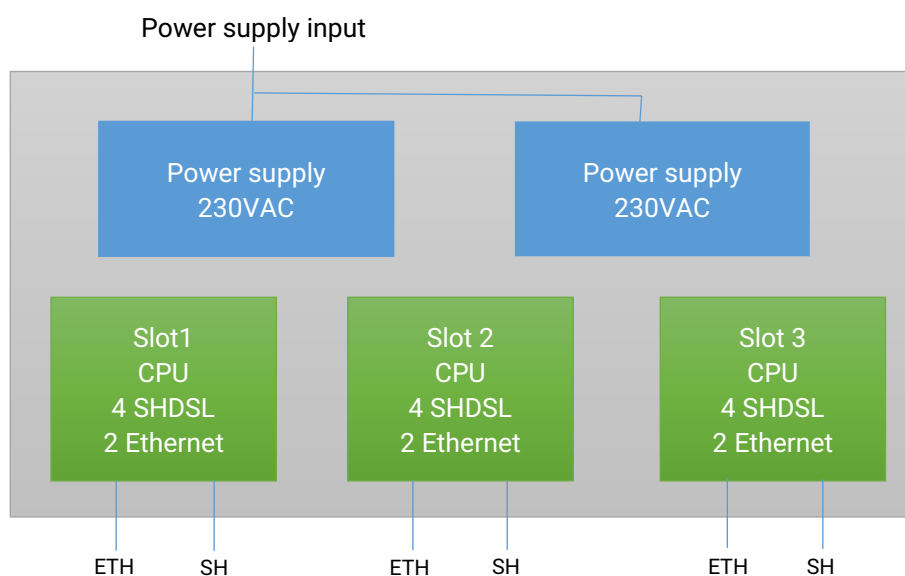 Power supply input
Power supply
230VAC
Power supply
230VAC
Slot1
CPU
4 SHDSL
2 Ethernet
Slot 2
CPU
4 SHDSL
2 Ethernet
Slot 3
CPU
4 SHDSL
2 Ethernet
ETH
SH
ETH
SH
ETH
SH